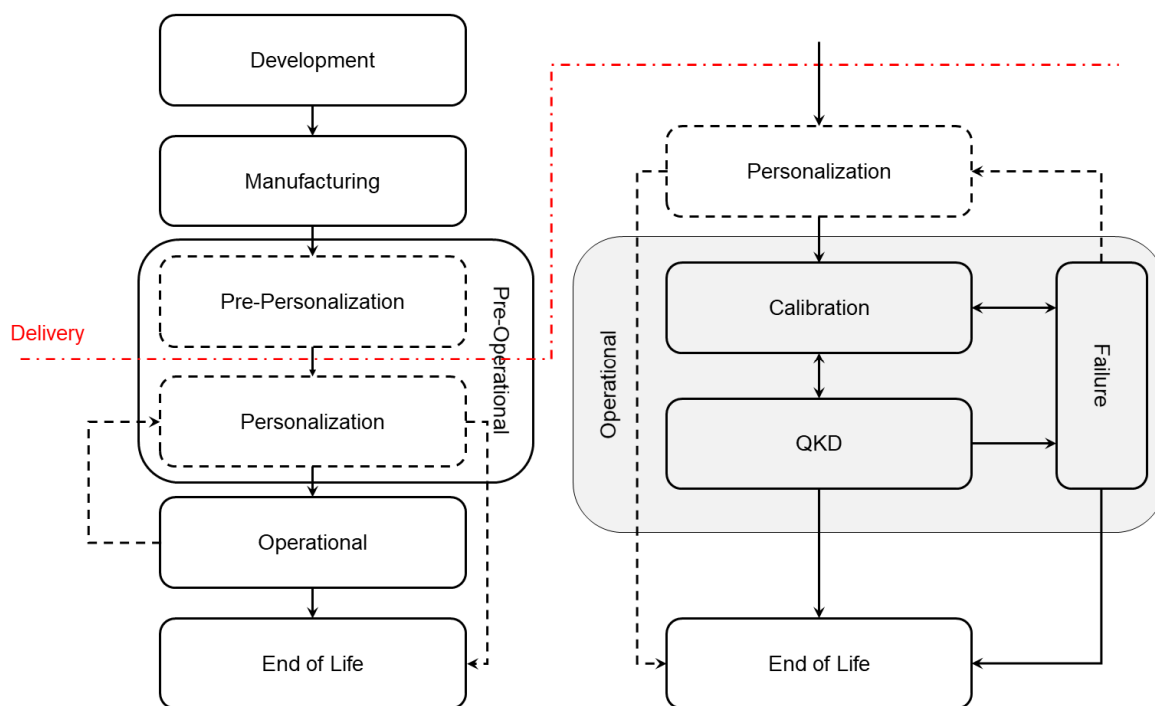 Development
Manufacturing
Pre-Personalization
Pre-Operational
Delivery
Personalization
Operational
End of Life
Personalization
Operational
Calibration
Failure
QKD
End of Life